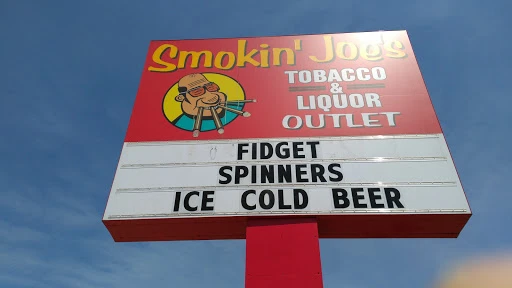 Smokin' Joe's
TOBACCO
&
LIQUOR
OUTLET
FIDGET
SPINNERS
ICE COLD BEER